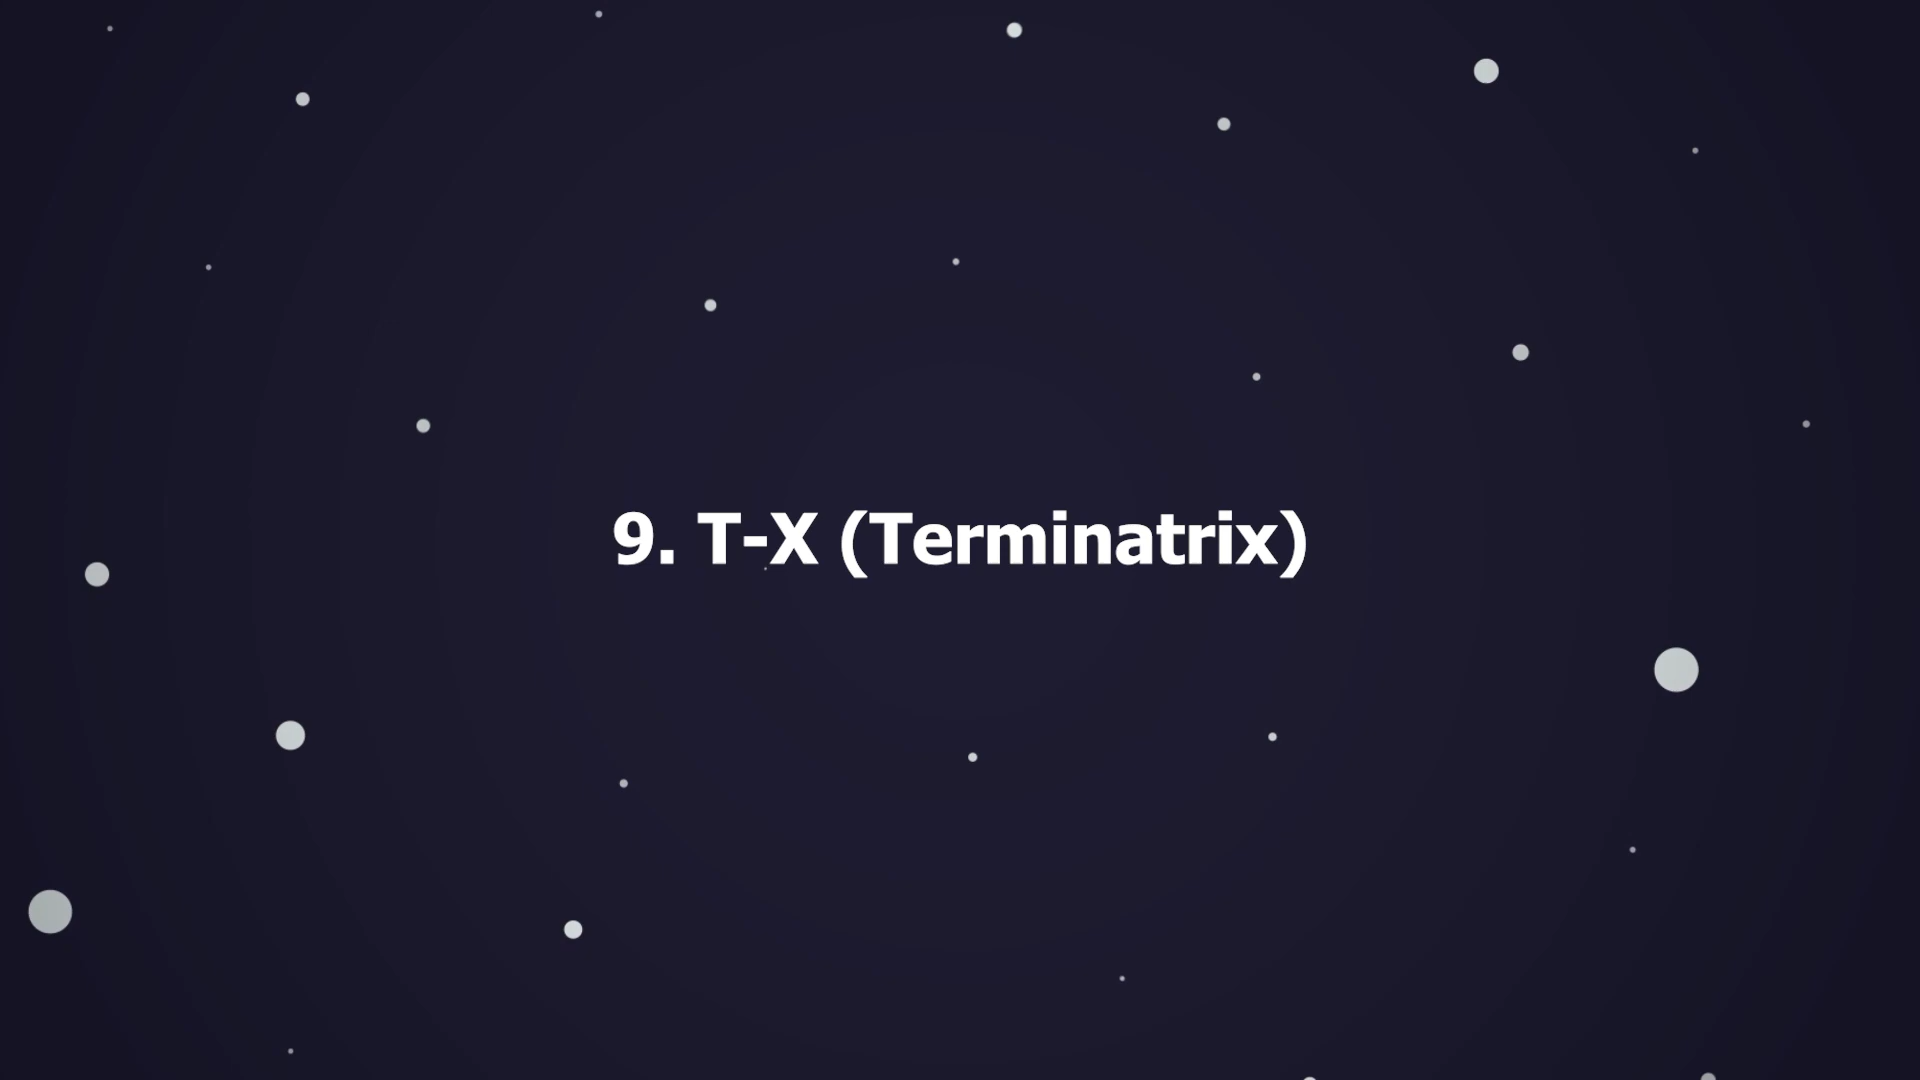 9. T-X (Terminatrix)